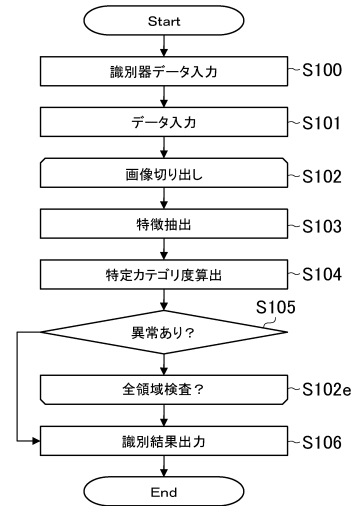 Start
識別器データ入力
S100
データ入力
S101
画像切り出し
S102
特徴抽出
S103
特定カテゴリ度算出
S104
S105
異常あり？
全領域検査？
S102e
識別結果出力
S106
End